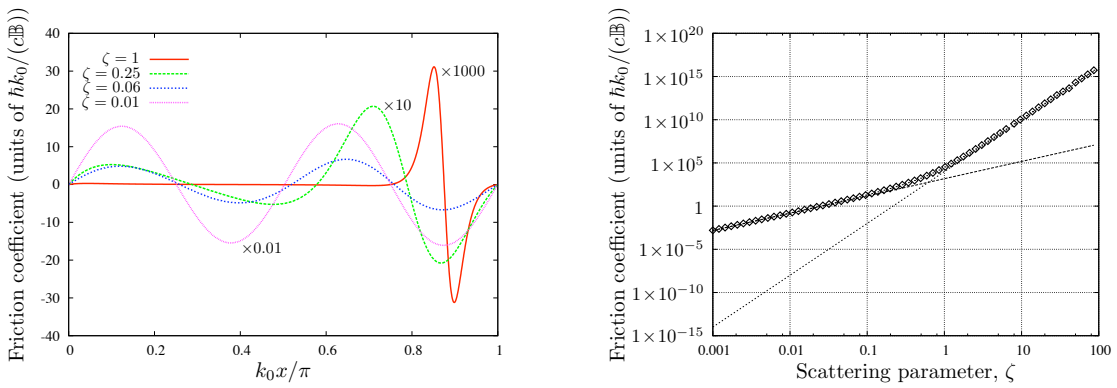 Friction coefficient (units of ℏk₀/(c𝔹))
40
30
20
10
0
-10
-20
-30
-40
ζ = 1
ζ = 0.25
ζ = 0.06
ζ = 0.01
×1000
×10
×0.01
0 0.2 0.4 0.6 0.8 1
k₀x/π
Friction coefficient (units of ℏk₀/(c𝔹))
1×10²⁰
1×10¹⁵
1×10¹⁰
1×10⁵
1
1×10⁻⁵
1×10⁻¹⁰
1×10⁻¹⁵
0.001 0.01 0.1 1 10 100
Scattering parameter, ζ